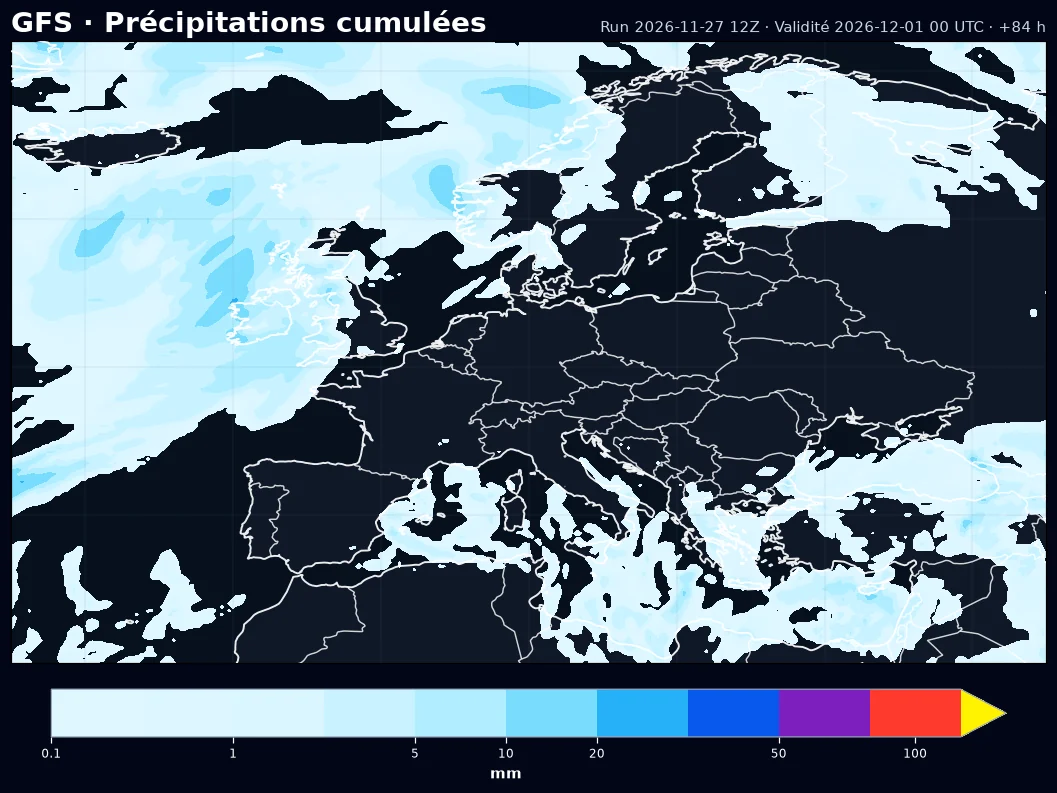 GFS · Précipitations cumulées
Run 2026-11-27 12Z · Validité 2026-12-01 00 UTC · +84 h
0.1 1 5 10 20 50 100
mm